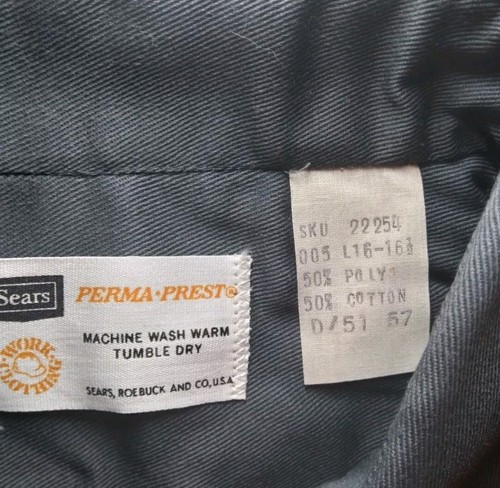 Sears
PERMA·PREST®
MACHINE WASH WARM
TUMBLE DRY
WORK
CLOTHES
SEARS, ROEBUCK AND CO., U.S.A.
SKU 22254
005 L16-16½
50% POLY
50% COTTON
D/51 57